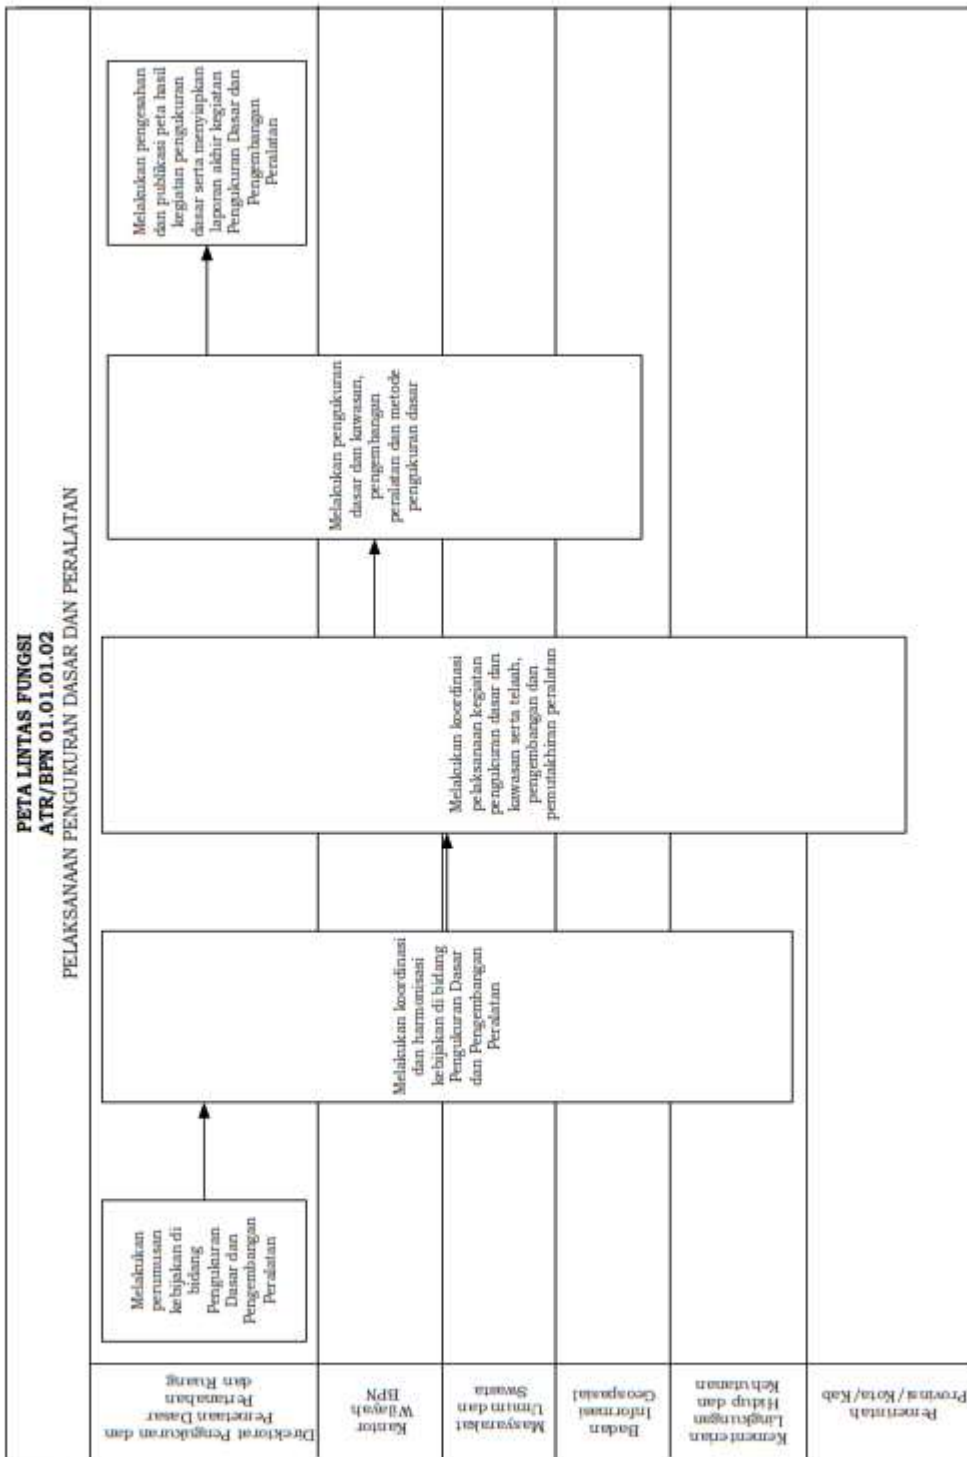 PETA LINTAS FUNGSI
ATR/BPN 01.01.01.02
PELAKSANAAN PENGUKURAN DASAR DAN PERALATAN
Direktorat Pengukuran dan
Pemetaan Dasar
Pertanahan
dan Ruang
Kantor
Wilayah
BPN
Masyarakat
Umum dan
Swasta
Badan
Informasi
Geospasial
Kementerian
Lingkungan
Hidup dan
Kehutanan
Pemerintah
Provinsi/Kota/Kab
Melakukan
perumusan
kebijakan di
bidang
Pengukuran
Dasar dan
Pengembangan
Peralatan
Melakukan koordinasi
dan harmonisasi
kebijakan di bidang
Pengukuran Dasar
dan Pengembangan
Peralatan
Melakukan koordinasi
pelaksanaan kegiatan
pengukuran dasar dan
kawasan serta telaah,
pengembangan dan
pemutakhiran peralatan
Melakukan pengukuran
dasar dan kawasan,
pengembangan
peralatan dan metode
pengukuran dasar
Melakukan pengesahan
dan publikasi peta hasil
kegiatan pengukuran
dasar serta menyiapkan
laporan akhir kegiatan
Pengukuran Dasar dan
Pengembangan
Peralatan